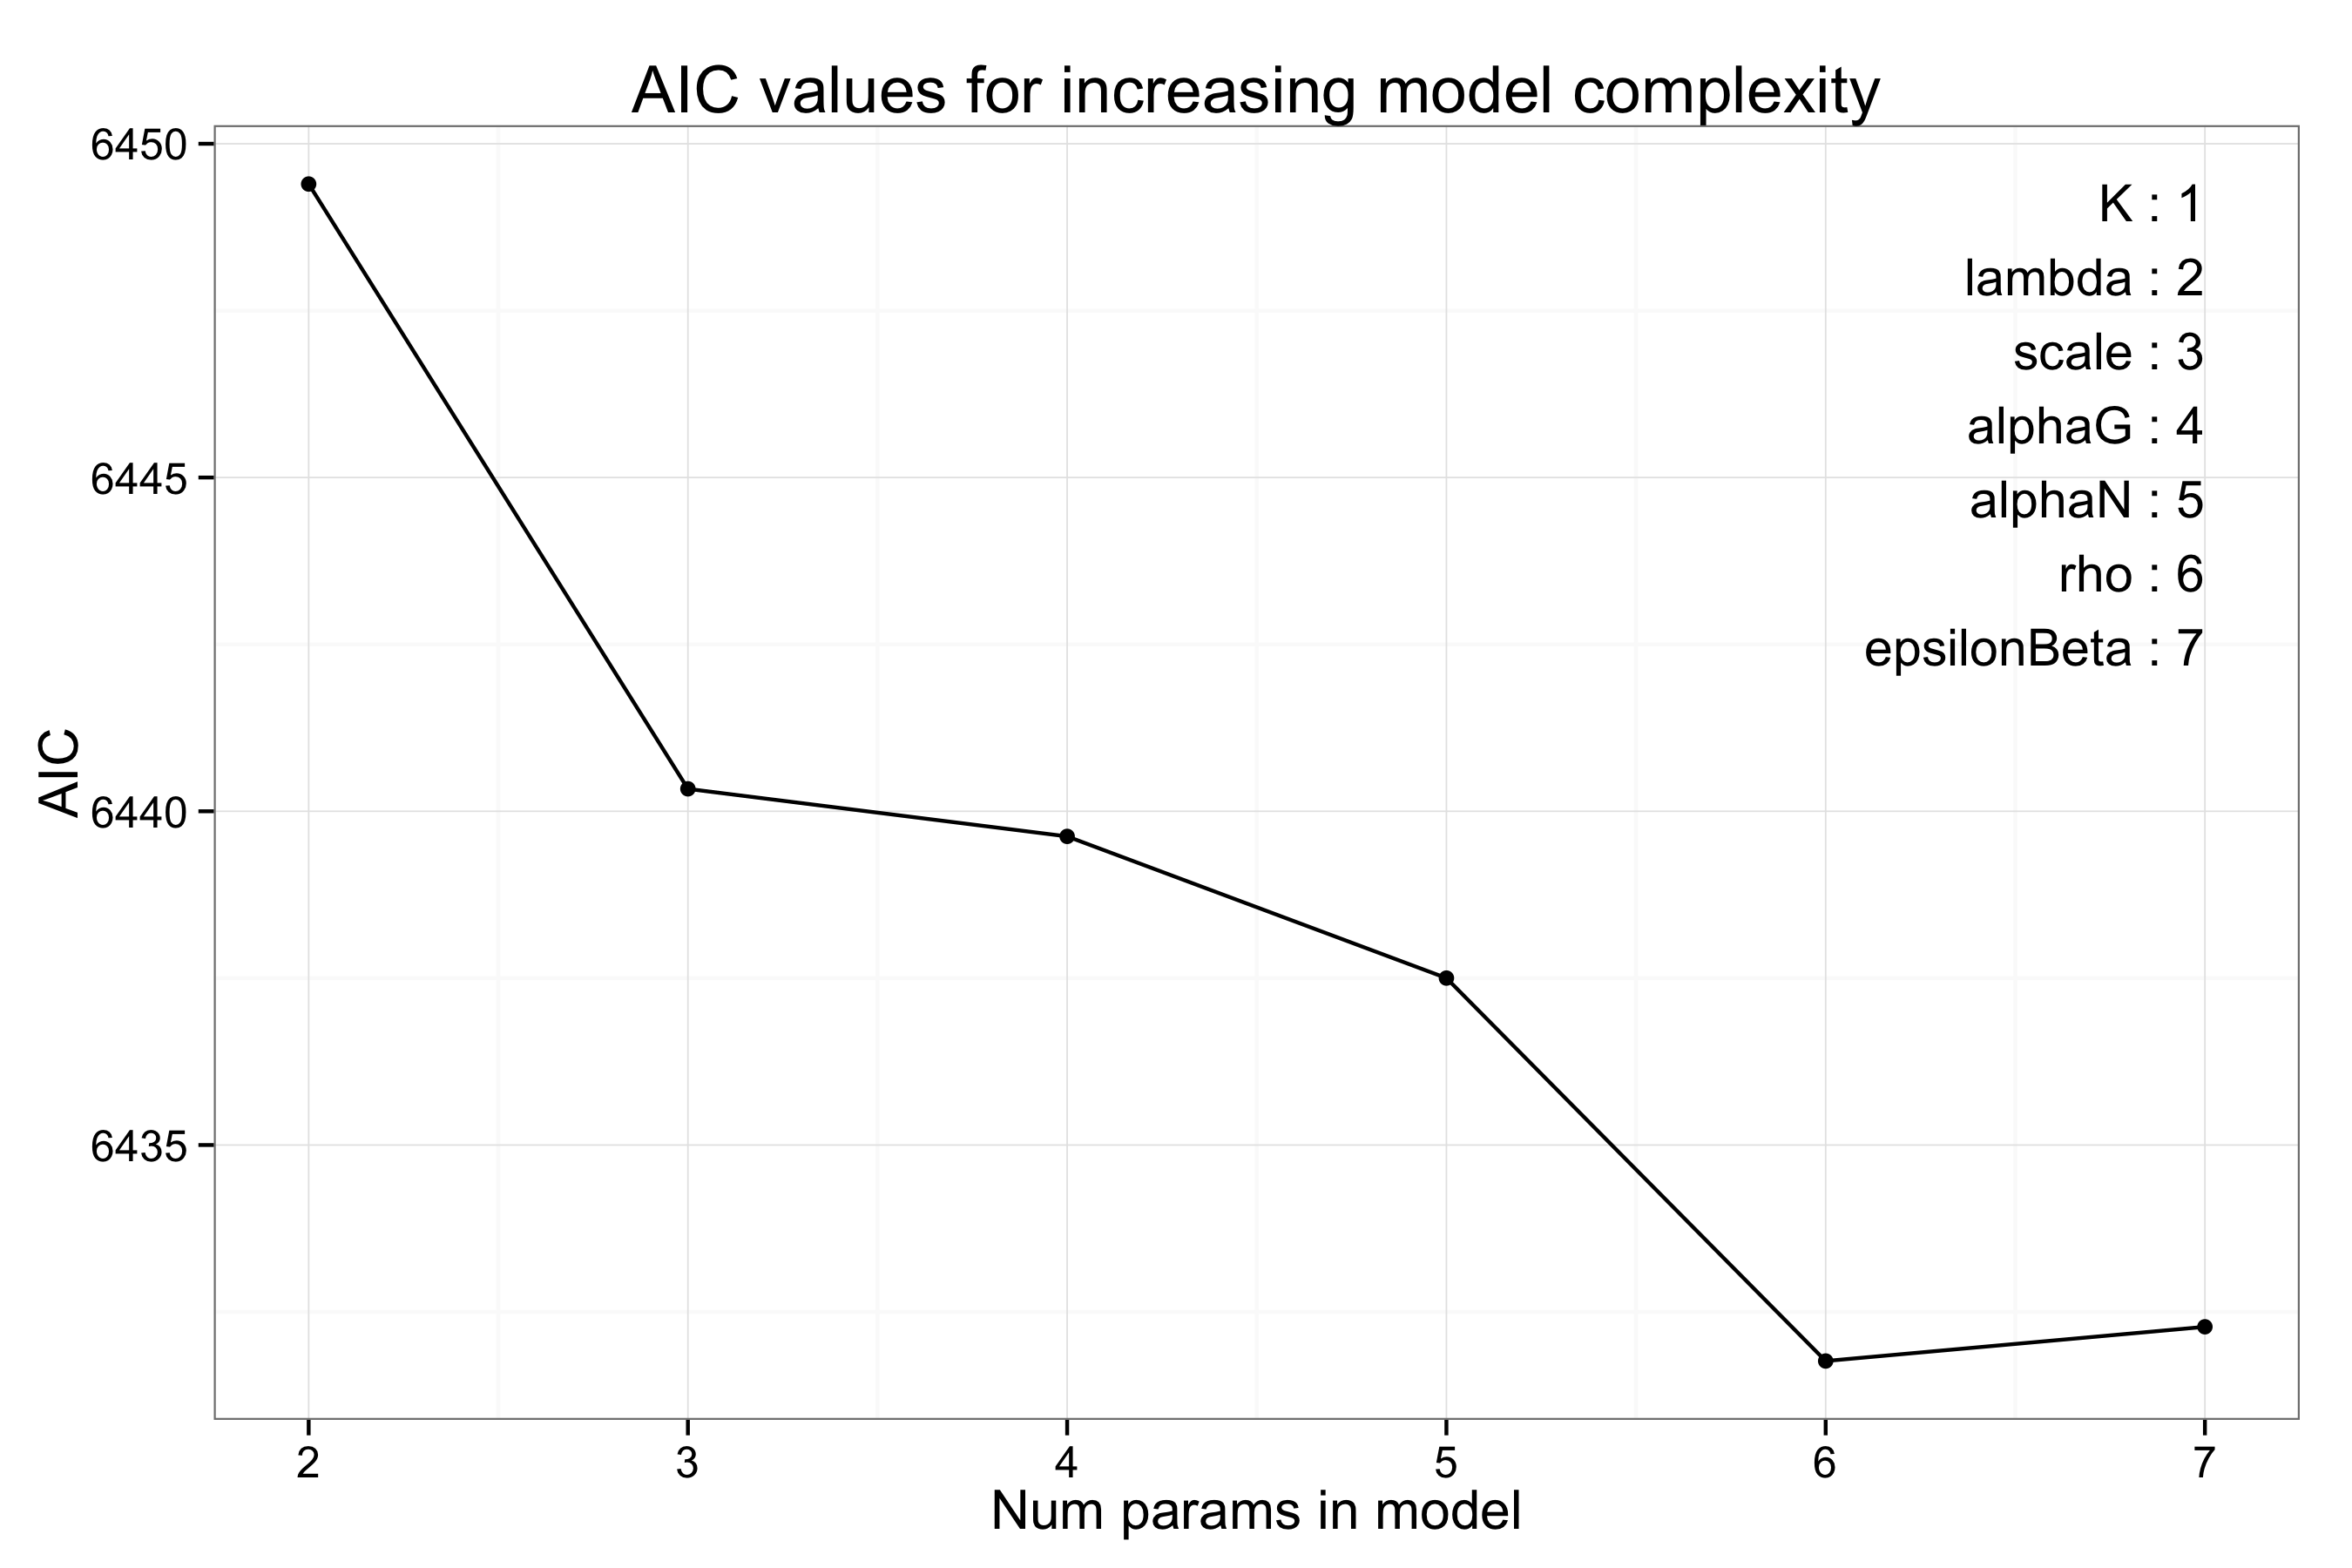 AIC values for increasing model complexity
6450
K : 1
lambda : 2
scale : 3
alphaG : 4
6445
alphaN : 5
rho : 6
epsilonBeta : 7
AIC
6440
6435
2 3 4 5 6 7
Num params in model